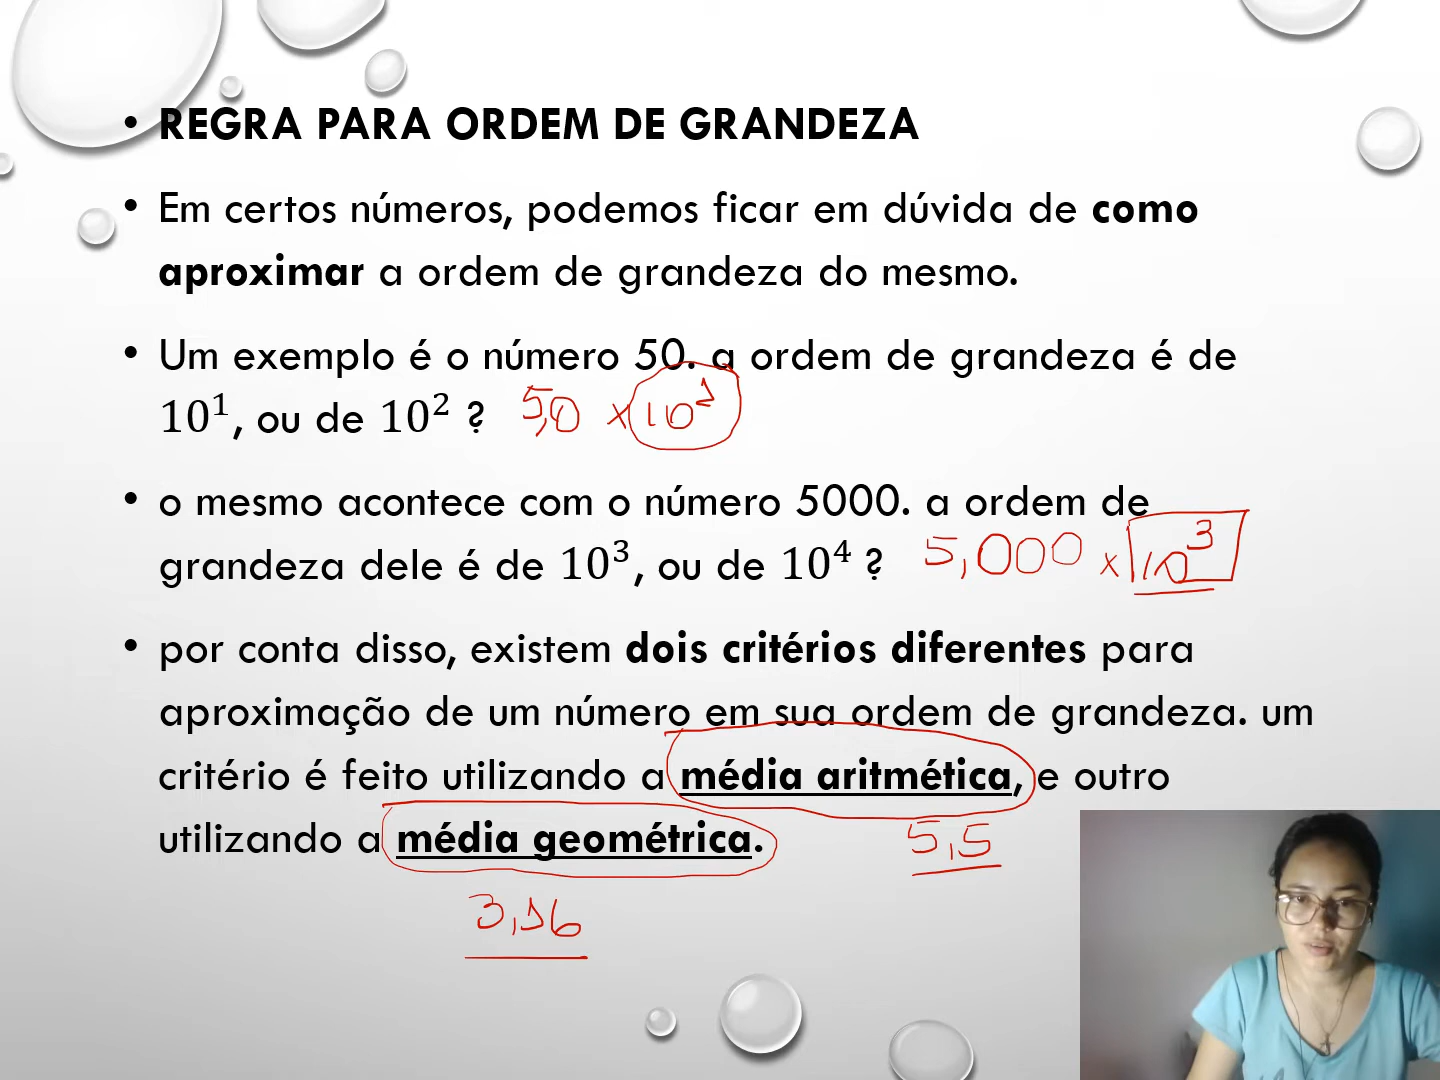 • REGRA PARA ORDEM DE GRANDEZA
• Em certos números, podemos ficar em dúvida de como
aproximar a ordem de grandeza do mesmo.
• Um exemplo é o número 50. a ordem de grandeza é de
10¹, ou de 10² ? 5,0 x 10¹
• o mesmo acontece com o número 5000. a ordem de
grandeza dele é de 10³, ou de 10⁴ ? 5,000 x 10³
• por conta disso, existem dois critérios diferentes para
aproximação de um número em sua ordem de grandeza. um
critério é feito utilizando a média aritmética, e outro
utilizando a média geométrica. 5,5
3,16